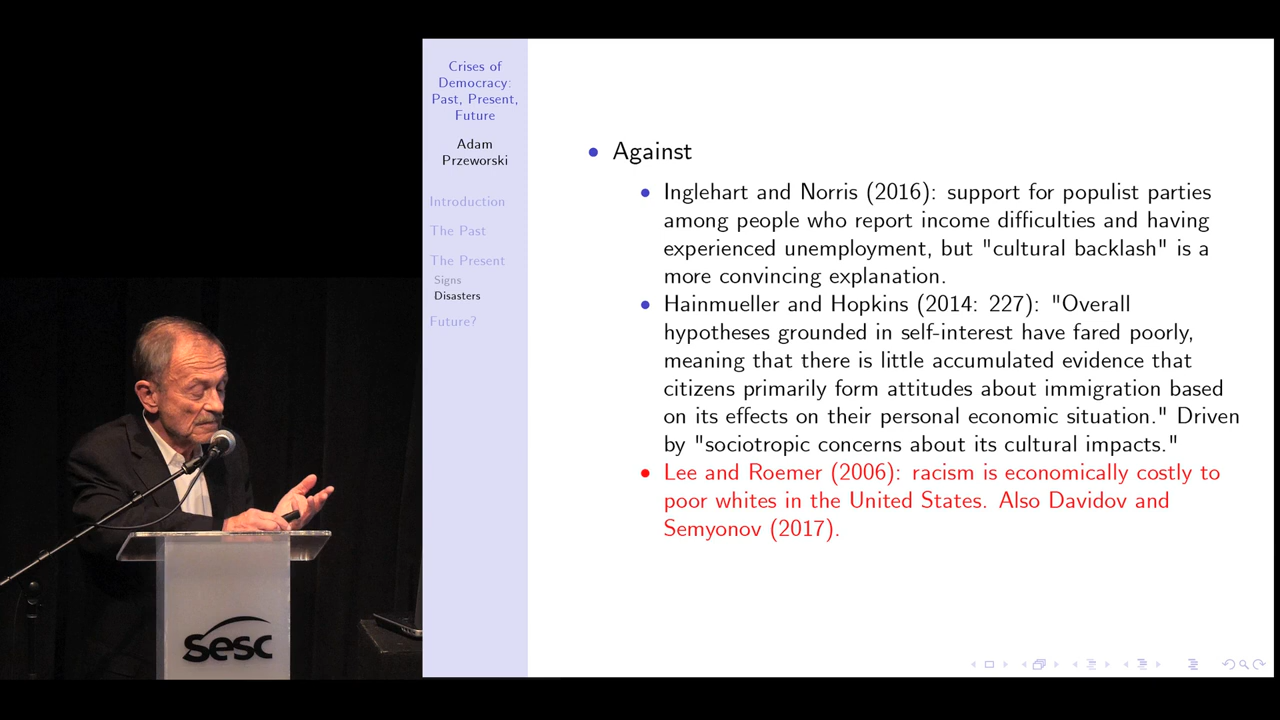 Crises of
Democracy:
Past, Present,
Future
Adam
Przeworski
Introduction
The Past
The Present
Signs
Disasters
Future?
• Against
• Inglehart and Norris (2016): support for populist parties
among people who report income difficulties and having
experienced unemployment, but "cultural backlash" is a
more convincing explanation.
• Hainmueller and Hopkins (2014: 227): "Overall
hypotheses grounded in self-interest have fared poorly,
meaning that there is little accumulated evidence that
citizens primarily form attitudes about immigration based
on its effects on their personal economic situation." Driven
by "sociotropic concerns about its cultural impacts."
• Lee and Roemer (2006): racism is economically costly to
poor whites in the United States. Also Davidov and
Semyonov (2017).
sesc